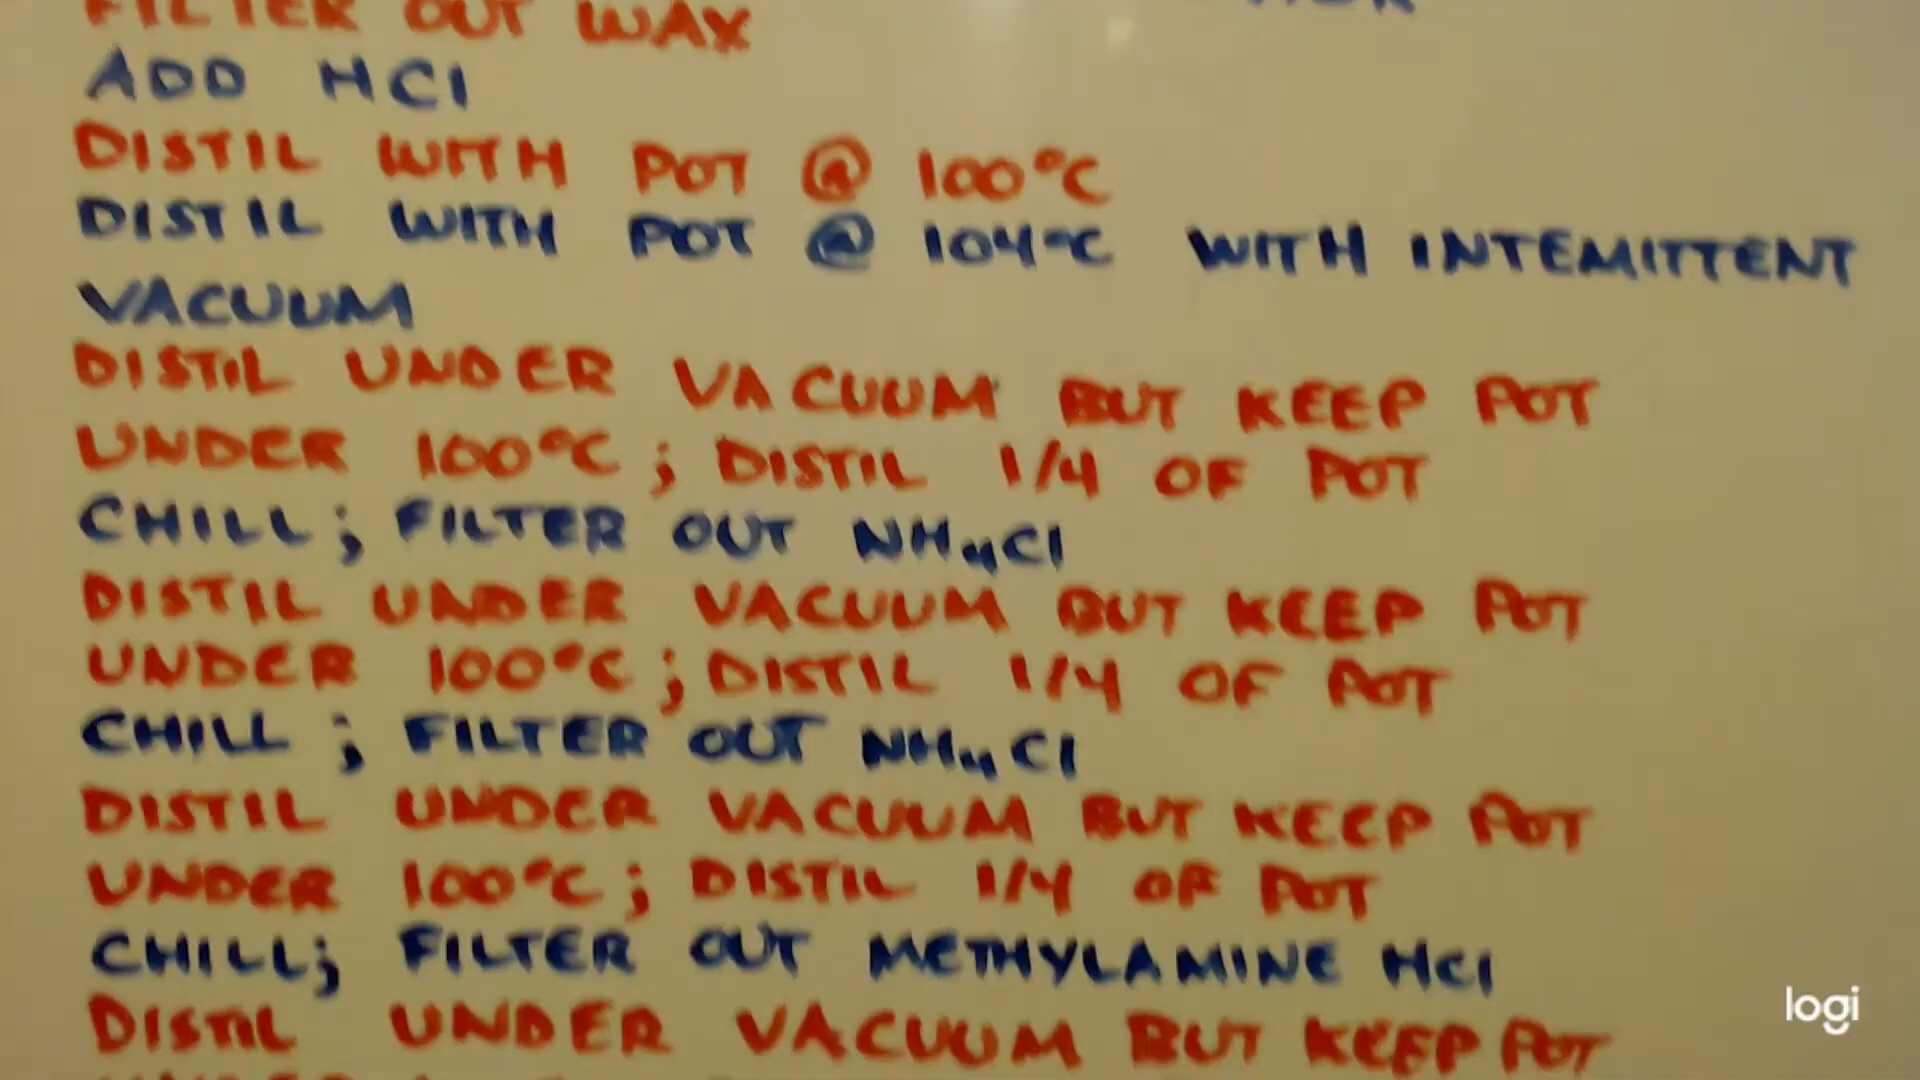 FILTER OUT WAX
ADD HCl
DISTIL WITH POT @ 100°C
DISTIL WITH POT @ 104°C WITH INTEMITTENT
VACUUM
DISTIL UNDER VACUUM BUT KEEP POT
UNDER 100°C; DISTIL 1/4 OF POT
CHILL; FILTER OUT NH₄Cl
DISTIL UNDER VACUUM BUT KEEP POT
UNDER 100°C; DISTIL 1/4 OF POT
CHILL; FILTER OUT NH₄Cl
DISTIL UNDER VACUUM BUT KEEP POT
UNDER 100°C; DISTIL 1/4 OF POT
CHILL; FILTER OUT METHYLAMINE HCl
DISTIL UNDER VACUUM BUT KEEP POT
logi